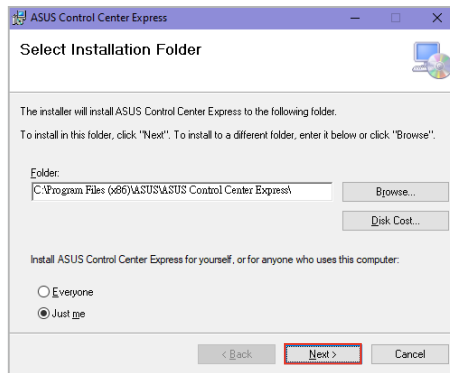 ASUS Control Center Express
Select Installation Folder
The installer will install ASUS Control Center Express to the following folder.
To install in this folder, click "Next". To install to a different folder, enter it below or click "Browse".
Folder:
C:\Program Files (x86)\ASUS\ASUS Control Center Express\
Browse...
Disk Cost...
Install ASUS Control Center Express for yourself, or for anyone who uses this computer:
Everyone
Just me
< Back
Next >
Cancel